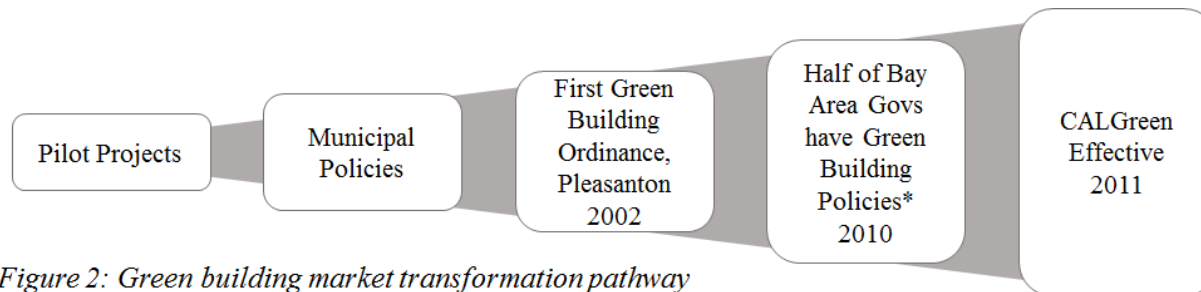 Pilot Projects
Municipal
Policies
First Green
Building
Ordinance,
Pleasanton
2002
Half of Bay
Area Govs
have Green
Building
Policies*
2010
CALGreen
Effective
2011
Figure 2: Green building market transformation pathway